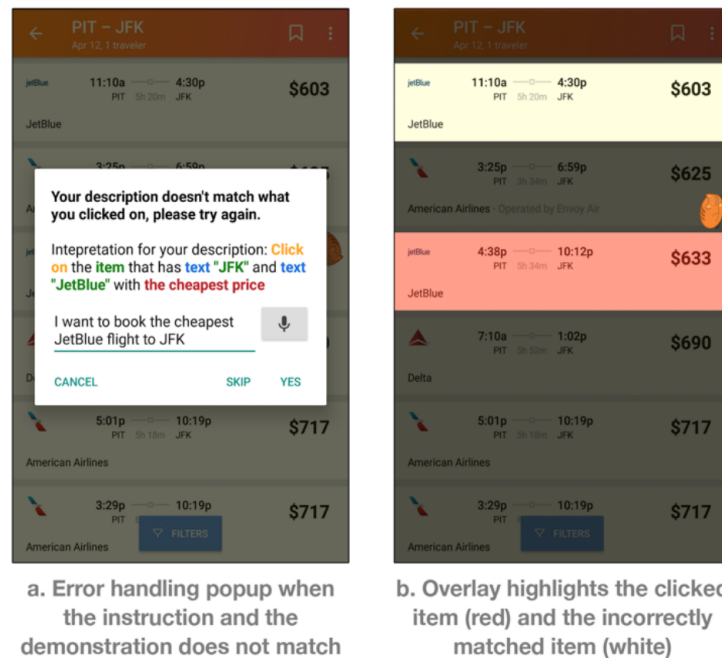 PIT – JFK
Apr 12, 1 traveler
jetBlue 11:10a 4:30p $603
PIT 5h 20m JFK
JetBlue
3:25p 6:59p
Your description doesn't match what
you clicked on, please try again.
Intepretation for your description: Click
on the item that has text "JFK" and text
"JetBlue" with the cheapest price
I want to book the cheapest
JetBlue flight to JFK
CANCEL SKIP YES
5:01p 10:19p $717
PIT 5h 18m JFK
American Airlines
3:29p 10:19p $717
PIT
FILTERS
American Airlines
a. Error handling popup when
the instruction and the
demonstration does not match
PIT – JFK
Apr 12, 1 traveler
jetBlue 11:10a 4:30p $603
PIT 5h 20m JFK
JetBlue
3:25p 6:59p $625
PIT 3h 34m JFK
American Airlines - Operated by Envoy Air
jetBlue 4:38p 10:12p $633
PIT 5h 34m JFK
JetBlue
7:10a 1:02p $690
PIT 5h 52m JFK
Delta
5:01p 10:19p $717
PIT 5h 18m JFK
American Airlines
3:29p 10:19p $717
PIT
FILTERS
American Airlines
b. Overlay highlights the clicked
item (red) and the incorrectly
matched item (white)